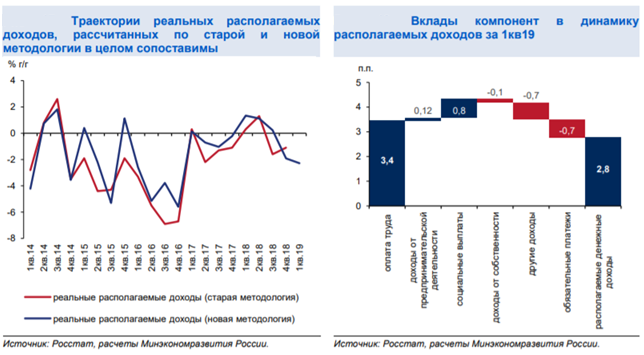 Траектории реальных располагаемых
доходов, рассчитанных по старой и новой
методологии в целом сопоставимы
% г/г
4
2
0
-2
-4
-6
-8
1кв.14
2кв.14
3кв.14
4кв.14
1кв.15
2кв.15
3кв.15
4кв.15
1кв.16
2кв.16
3кв.16
4кв.16
1кв.17
2кв.17
3кв.17
4кв.17
1кв.18
2кв.18
3кв.18
4кв.18
1кв.19
реальные располагаемые доходы (старая методология)
реальные располагаемые доходы (новая методология)
Источник: Росстат, расчеты Минэкономразвития России.
Вклады компонент в динамику
располагаемых доходов за 1кв19
п.п.
5
4
3
2
1
0
3,4
0,12
0,8
-0,1
-0,7
-0,7
2,8
оплата труда
доходы от
предпринимательской
деятельности
социальные выплаты
доходы от собственности
другие доходы
обязательные платежи
располагаемые денежные
доходы
Источник: Росстат, расчеты Минэкономразвития России.